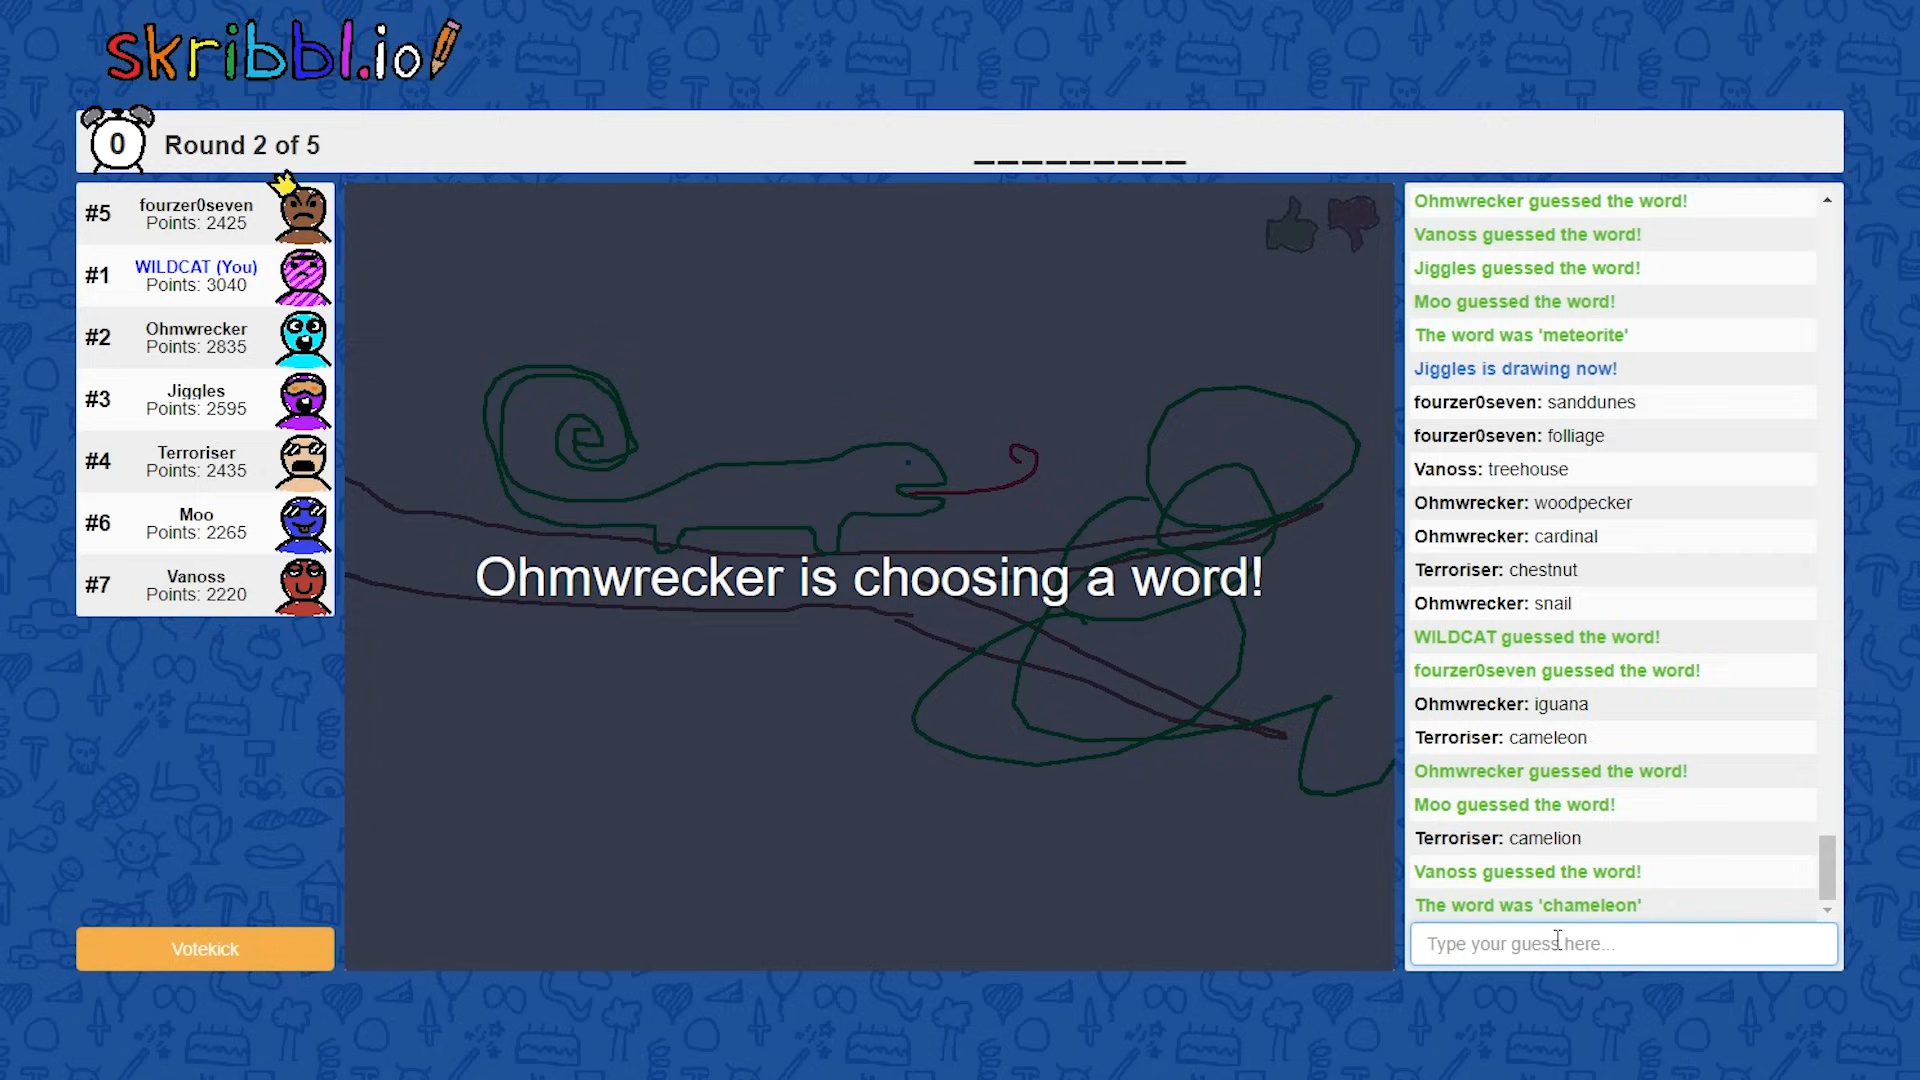 skribbl.io
0
Round 2 of 5
_________
#5
fourzer0seven
Points: 2425
#1
WILDCAT (You)
Points: 3040
#2
Ohmwrecker
Points: 2835
#3
Jiggles
Points: 2595
#4
Terroriser
Points: 2435
#6
Moo
Points: 2265
#7
Vanoss
Points: 2220
Votekick
Ohmwrecker is choosing a word!
Ohmwrecker guessed the word!
Vanoss guessed the word!
Jiggles guessed the word!
Moo guessed the word!
The word was 'meteorite'
Jiggles is drawing now!
fourzer0seven: sanddunes
fourzer0seven: folliage
Vanoss: treehouse
Ohmwrecker: woodpecker
Ohmwrecker: cardinal
Terroriser: chestnut
Ohmwrecker: snail
WILDCAT guessed the word!
fourzer0seven guessed the word!
Ohmwrecker: iguana
Terroriser: cameleon
Ohmwrecker guessed the word!
Moo guessed the word!
Terroriser: camelion
Vanoss guessed the word!
The word was 'chameleon'
Type your guess here...